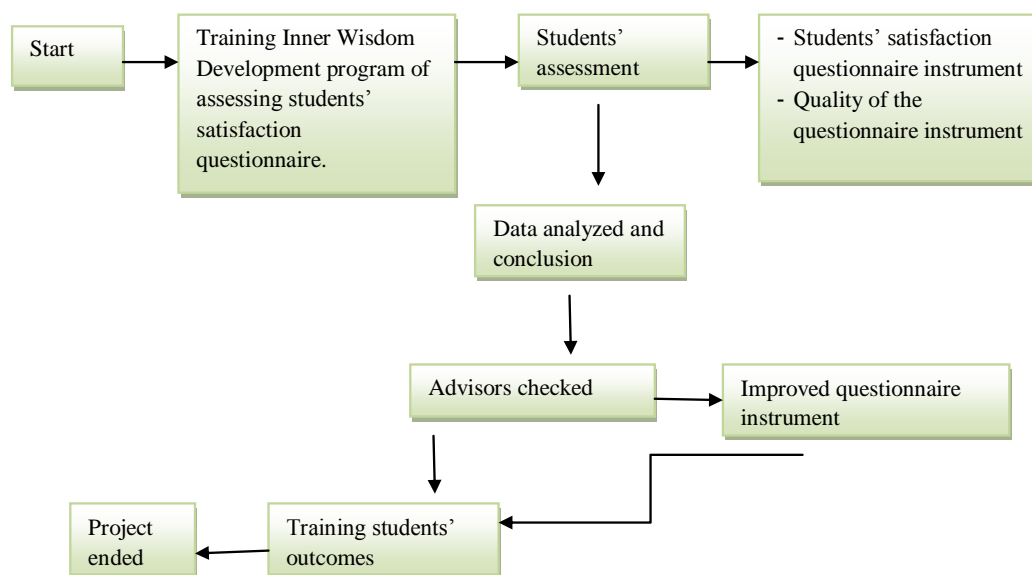 Start
Training Inner Wisdom
Development program of
assessing students’
satisfaction
questionnaire.
Students’
assessment
- Students’ satisfaction
questionnaire instrument
- Quality of the
questionnaire instrument
Data analyzed and
conclusion
Advisors checked
Improved questionnaire
instrument
Project
ended
Training students’
outcomes